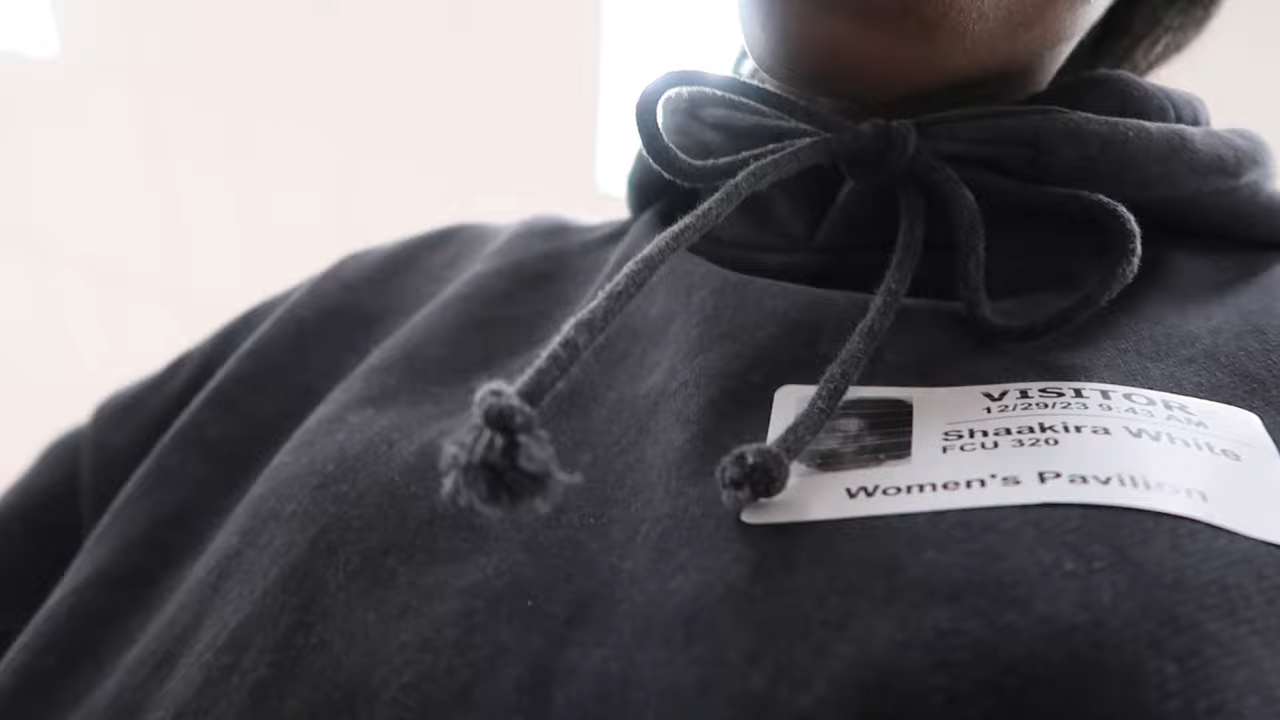 VISITOR
12/29/23 9:43 AM
Shaakira White
FCU 320
Women's Pavilion